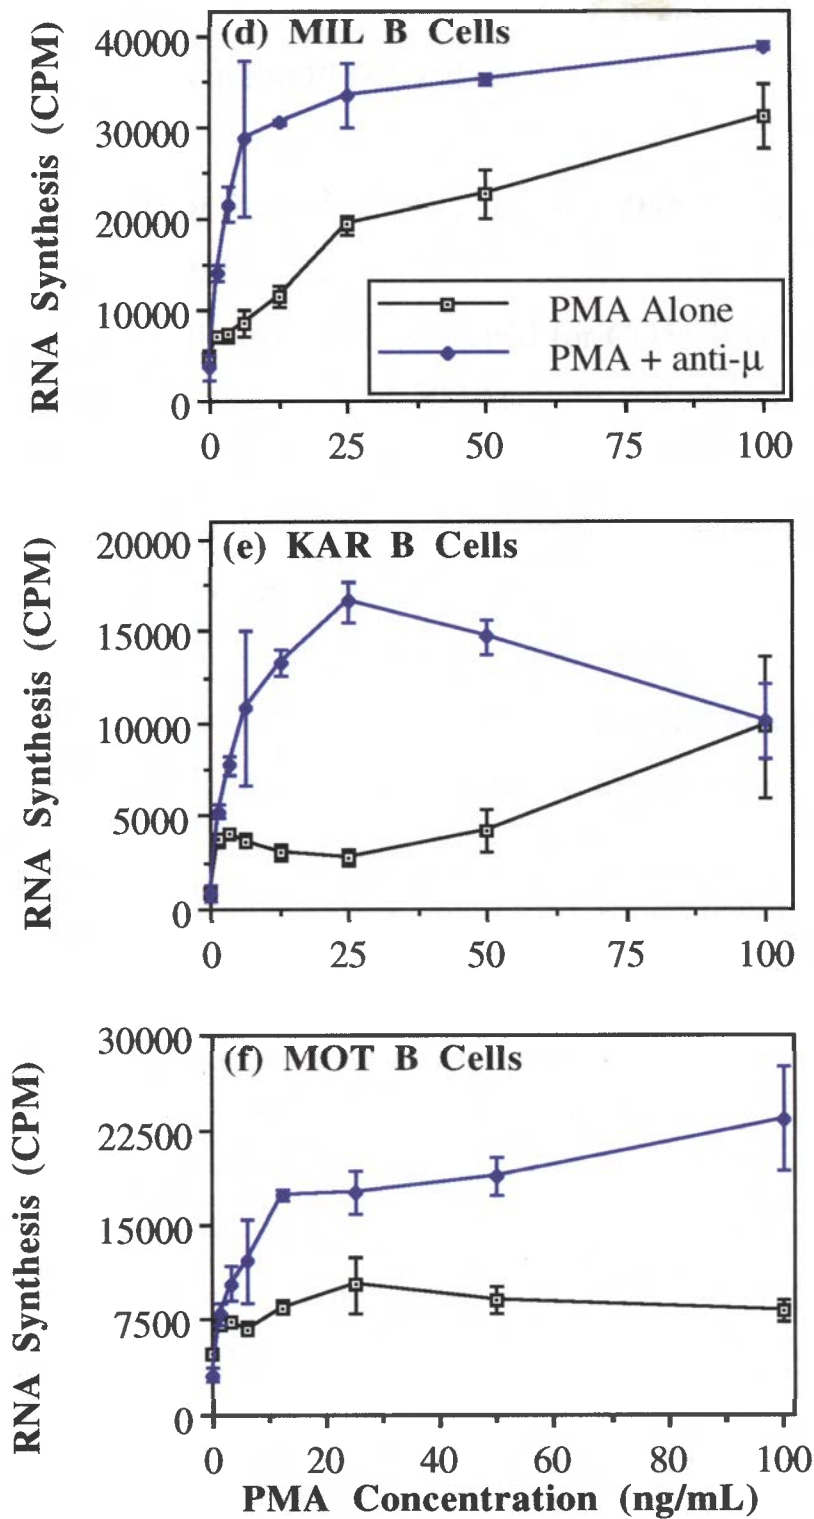 (d) MIL B Cells
RNA Synthesis (CPM)
40000
30000
20000
10000
0
PMA Alone
PMA + anti-μ
0 25 50 75 100
(e) KAR B Cells
RNA Synthesis (CPM)
20000
15000
10000
5000
0
0 25 50 75 100
(f) MOT B Cells
RNA Synthesis (CPM)
30000
22500
15000
7500
0
0 20 40 60 80 100
PMA Concentration (ng/mL)